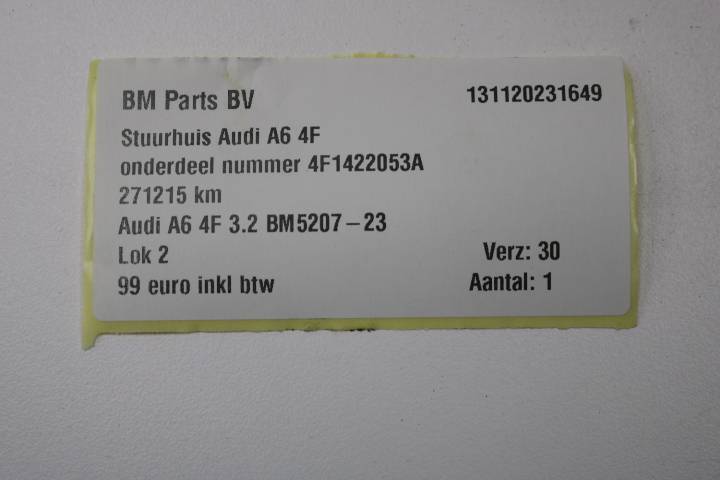 BM Parts BV 131120231649
Stuurhuis Audi A6 4F
onderdeel nummer 4F1422053A
271215 km
Audi A6 4F 3.2 BM5207-23
Lok 2 Verz: 30
99 euro inkl btw Aantal: 1